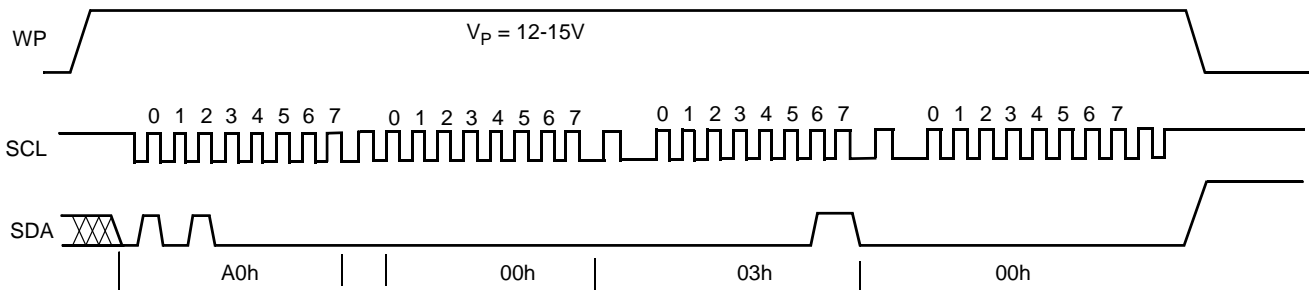 WP
V_P = 12-15V
0 1 2 3 4 5 6 7 0 1 2 3 4 5 6 7 0 1 2 3 4 5 6 7 0 1 2 3 4 5 6 7
SCL
SDA
A0h 00h 03h 00h